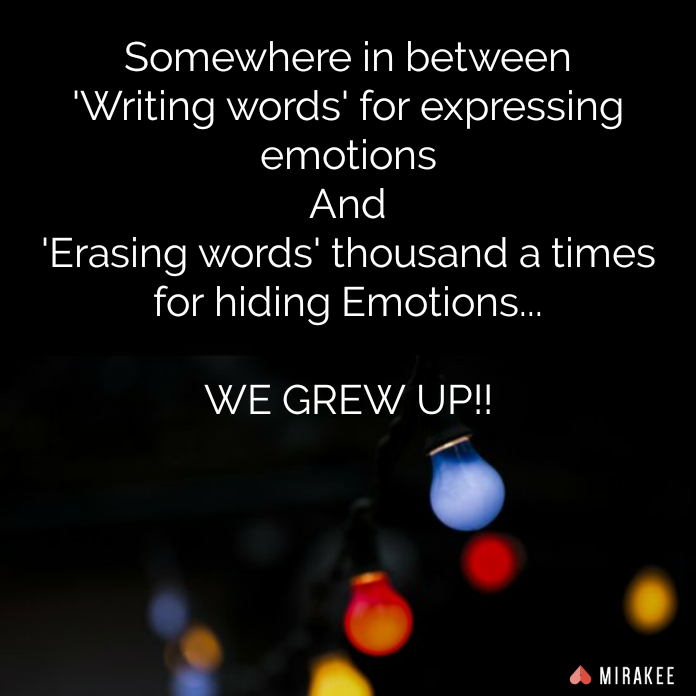 Somewhere in between
'Writing words' for expressing
emotions
And
'Erasing words' thousand a times
for hiding Emotions...
WE GREW UP!!
MIRAKEE